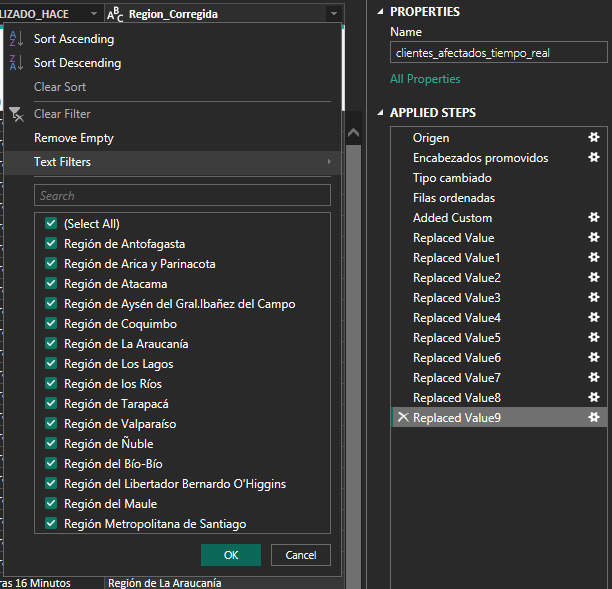 LIZADO_HACE
ABC Region_Corregida
Sort Ascending
Sort Descending
Clear Sort
Clear Filter
Remove Empty
Text Filters
Search
(Select All)
Región de Antofagasta
Región de Arica y Parinacota
Región de Atacama
Región de Aysén del Gral.Ibañez del Campo
Región de Coquimbo
Región de La Araucanía
Región de Los Lagos
Región de los Ríos
Región de Tarapacá
Región de Valparaíso
Región de Ñuble
Región del Bío-Bío
Región del Libertador Bernardo O'Higgins
Región del Maule
Región Metropolitana de Santiago
OK
Cancel
ras 16 Minutos
Región de La Araucanía
PROPERTIES
Name
clientes_afectados_tiempo_real
All Properties
APPLIED STEPS
Origen
Encabezados promovidos
Tipo cambiado
Filas ordenadas
Added Custom
Replaced Value
Replaced Value1
Replaced Value2
Replaced Value3
Replaced Value4
Replaced Value5
Replaced Value6
Replaced Value7
Replaced Value8
Replaced Value9